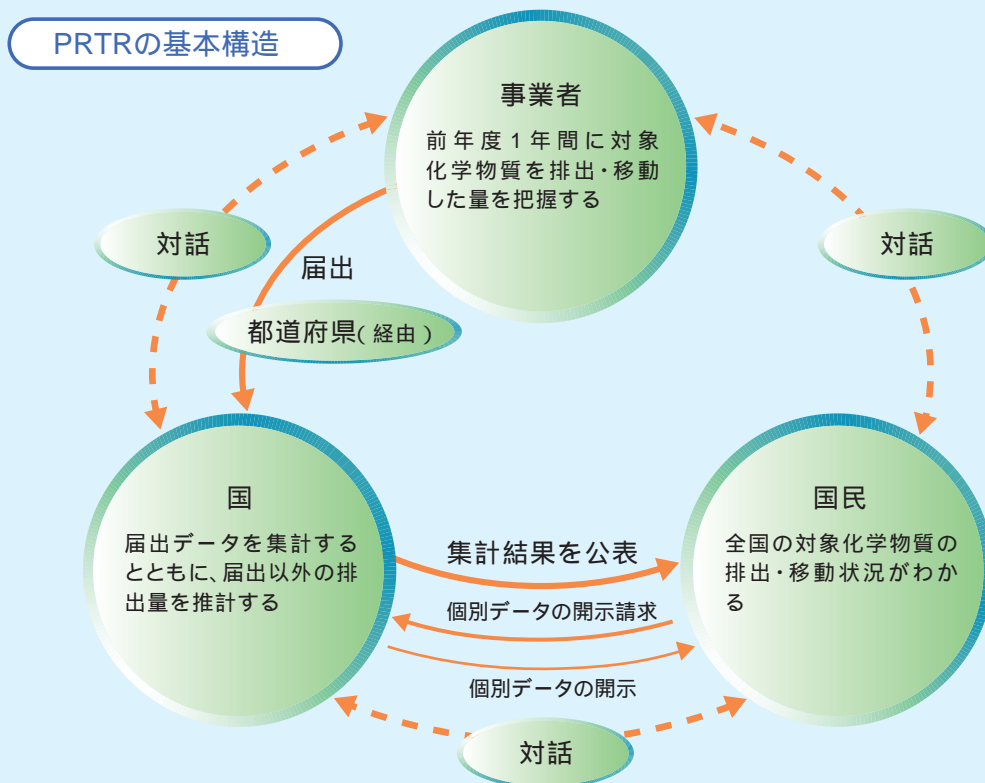 PRTRの基本構造
事業者
前年度1年間に対象
化学物質を排出・移動
した量を把握する
対話
対話
届出
都道府県(経由)
国
届出データを集計する
とともに、届出以外の排
出量を推計する
国民
全国の対象化学物質の
排出・移動状況がわか
る
集計結果を公表
個別データの開示請求
個別データの開示
対話